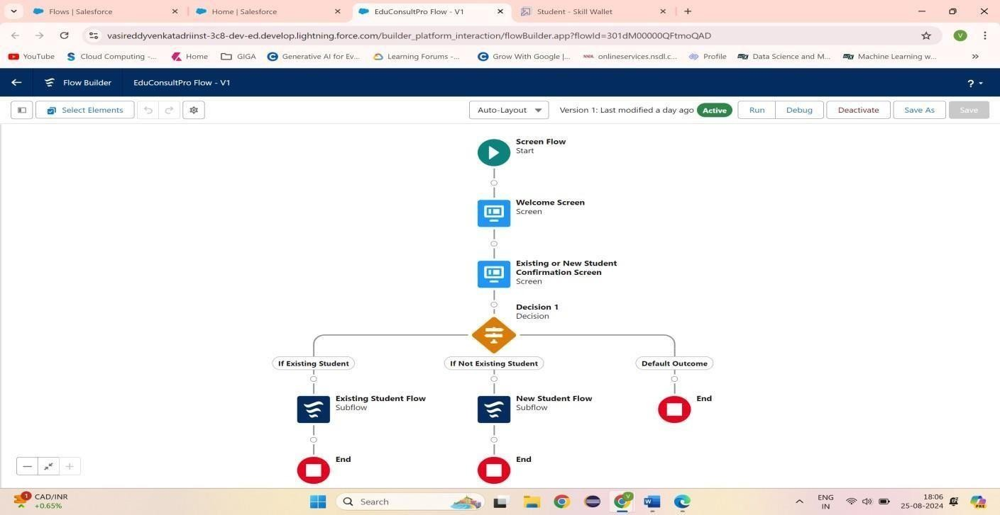 Flows | Salesforce
Home | Salesforce
EduConsultPro Flow - V1
Student - Skill Wallet
vasireddyvenkatadriinst-3c8-dev-ed.develop.lightning.force.com/builder_platform_interaction/flowBuilder.app?flowId=301dM00000QFtmoQAD
V
YouTube
Cloud Computing -...
Home
GIGA
Generative AI for Ev...
Learning Forums -...
Grow With Google |...
NSDL onlineservices.nsdl.c...
Profile
Data Science and M...
Machine Learning w...
Flow Builder
EduConsultPro Flow - V1
?
Select Elements
Auto-Layout
Version 1: Last modified a day ago
Active
Run
Debug
Deactivate
Save As
Save
Screen Flow
Start
Welcome Screen
Screen
Existing or New Student
Confirmation Screen
Screen
Decision 1
Decision
If Existing Student
If Not Existing Student
Default Outcome
Existing Student Flow
Subflow
New Student Flow
Subflow
End
End
End
1
CAD/INR
+0.65%
Search
V
W
ENG
IN
18:06
25-08-2024
PRE